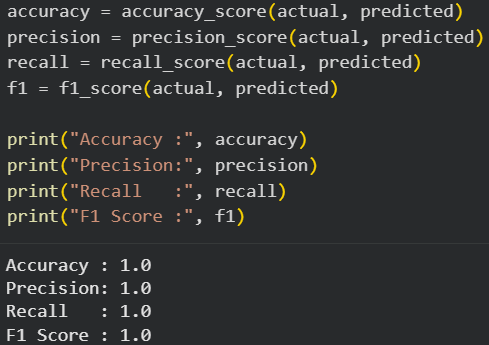 accuracy = accuracy_score(actual, predicted)
precision = precision_score(actual, predicted)
recall = recall_score(actual, predicted)
f1 = f1_score(actual, predicted)

print("Accuracy :", accuracy)
print("Precision:", precision)
print("Recall   :", recall)
print("F1 Score :", f1)

Accuracy : 1.0
Precision: 1.0
Recall   : 1.0
F1 Score : 1.0